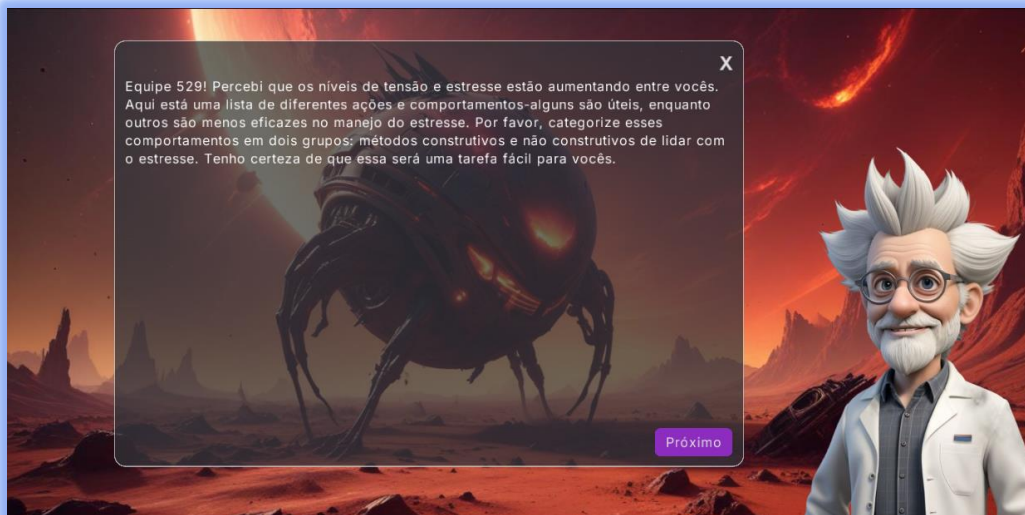 X
Equipe 529! Percebi que os níveis de tensão e estresse estão aumentando entre vocês.
Aqui está uma lista de diferentes ações e comportamentos-alguns são úteis, enquanto
outros são menos eficazes no manejo do estresse. Por favor, categorize esses
comportamentos em dois grupos: métodos construtivos e não construtivos de lidar com
o estresse. Tenho certeza de que essa será uma tarefa fácil para vocês.
Próximo